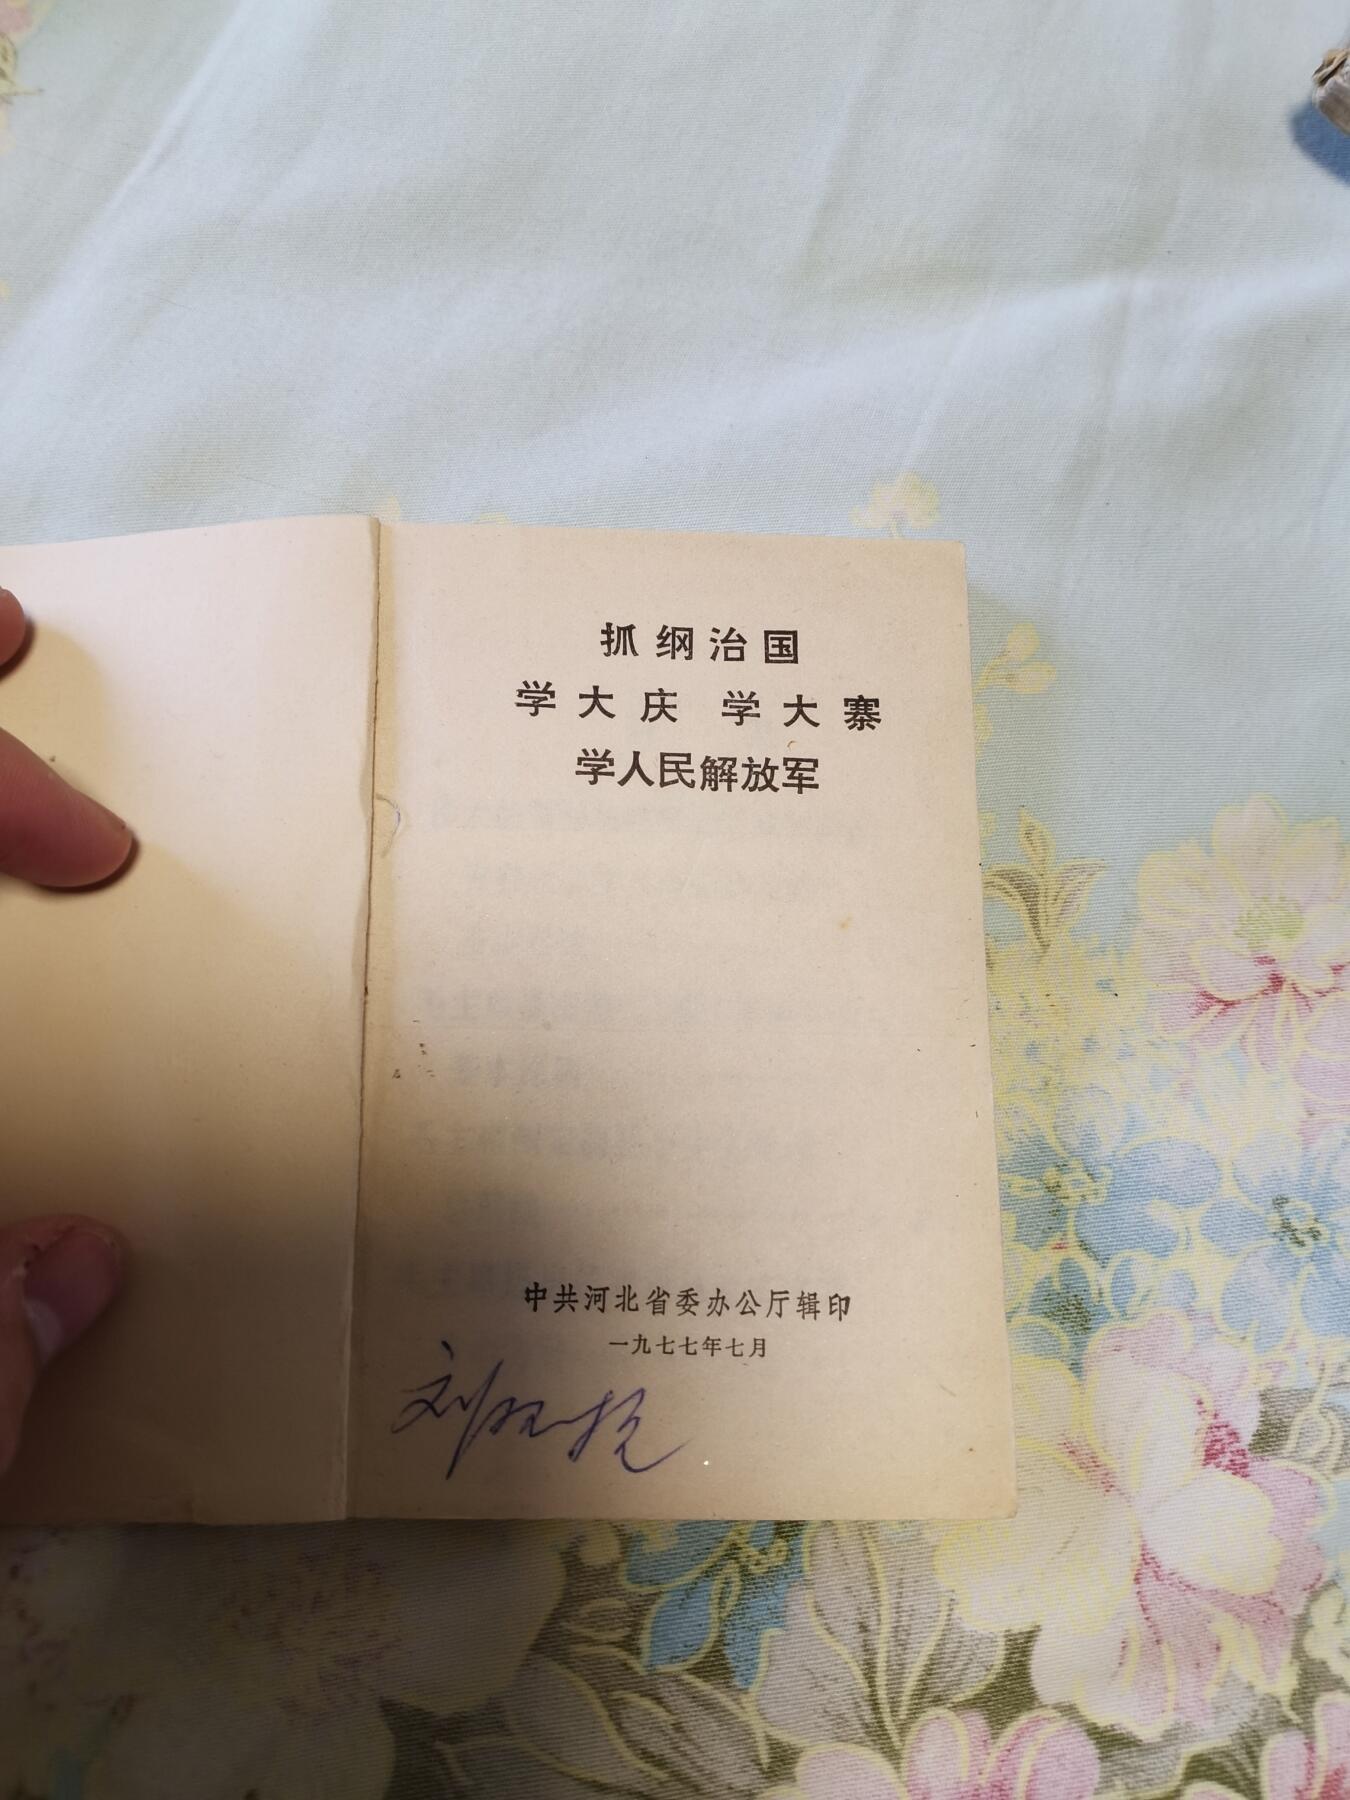 抓纲治国
学大庆 学大寨
学人民解放军
中共河北省委办公厅辑印
一九七七年七月
刘